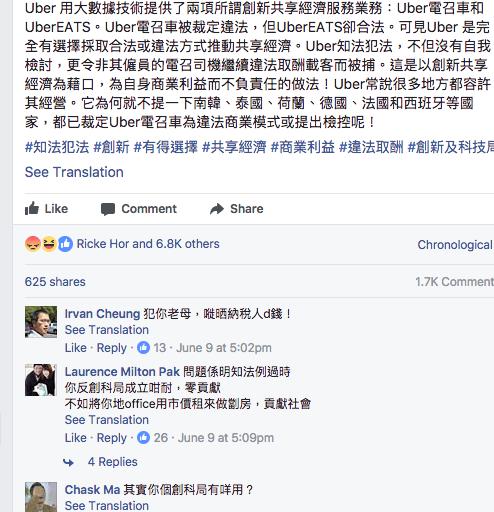 Uber 用大數據技術提供了兩項所謂創新共享經濟服務業務：Uber電召車和
UberEATS。Uber電召車被裁定違法，但UberEATS卻合法。可見Uber 是完
全有選擇採取合法或違法方式推動共享經濟。Uber知法犯法，不但沒有自我
檢討，更令非其僱員的電召司機繼續違法取酬載客而被捕。這是以創新共享
經濟為藉口，為自身商業利益而不負責任的做法！Uber常說很多地方都容許
其經營。它為何就不提一下南韓、泰國、荷蘭、德國、法國和西班牙等國
家，都已裁定Uber電召車為違法商業模式或提出檢控呢！
#知法犯法 #創新 #有得選擇 #共享經濟 #商業利益 #違法取酬 #創新及科技局
See Translation
Like Comment Share
Ricke Hor and 6.8K others Chronological
625 shares 1.7K Comment
Irvan Cheung 犯你老母，嘥晒納稅人d錢！
See Translation
Like · Reply · 13 · June 9 at 5:02pm
Laurence Milton Pak 問題係明知法例過時
你反創科局成立咁耐，零貢獻
不如將你地office用市價租來做劏房，貢獻社會
See Translation
Like · Reply · 26 · June 9 at 5:09pm
4 Replies
Chask Ma 其實你個創科局有咩用？
See Translation